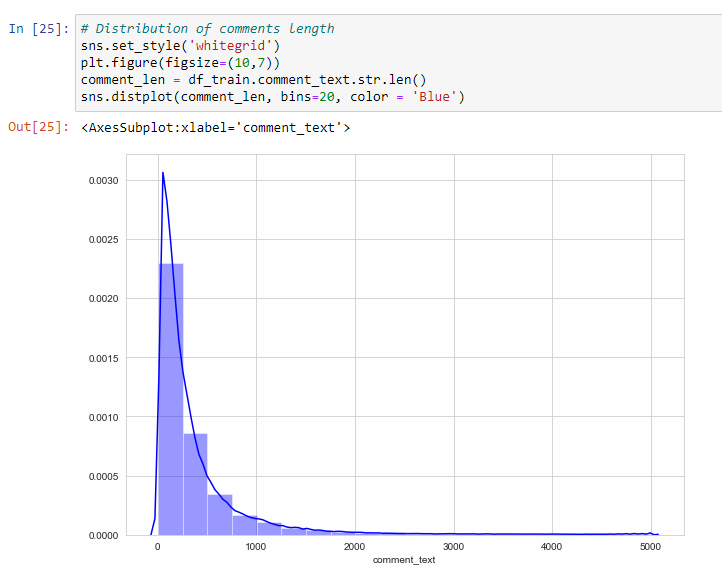 In [25]: # Distribution of comments length
sns.set_style('whitegrid')
plt.figure(figsize=(10,7))
comment_len = df_train.comment_text.str.len()
sns.distplot(comment_len, bins=20, color = 'Blue')
Out[25]: <AxesSubplot:xlabel='comment_text'>
0.0030
0.0025
0.0020
0.0015
0.0010
0.0005
0.0000
0 1000 2000 3000 4000 5000
comment_text